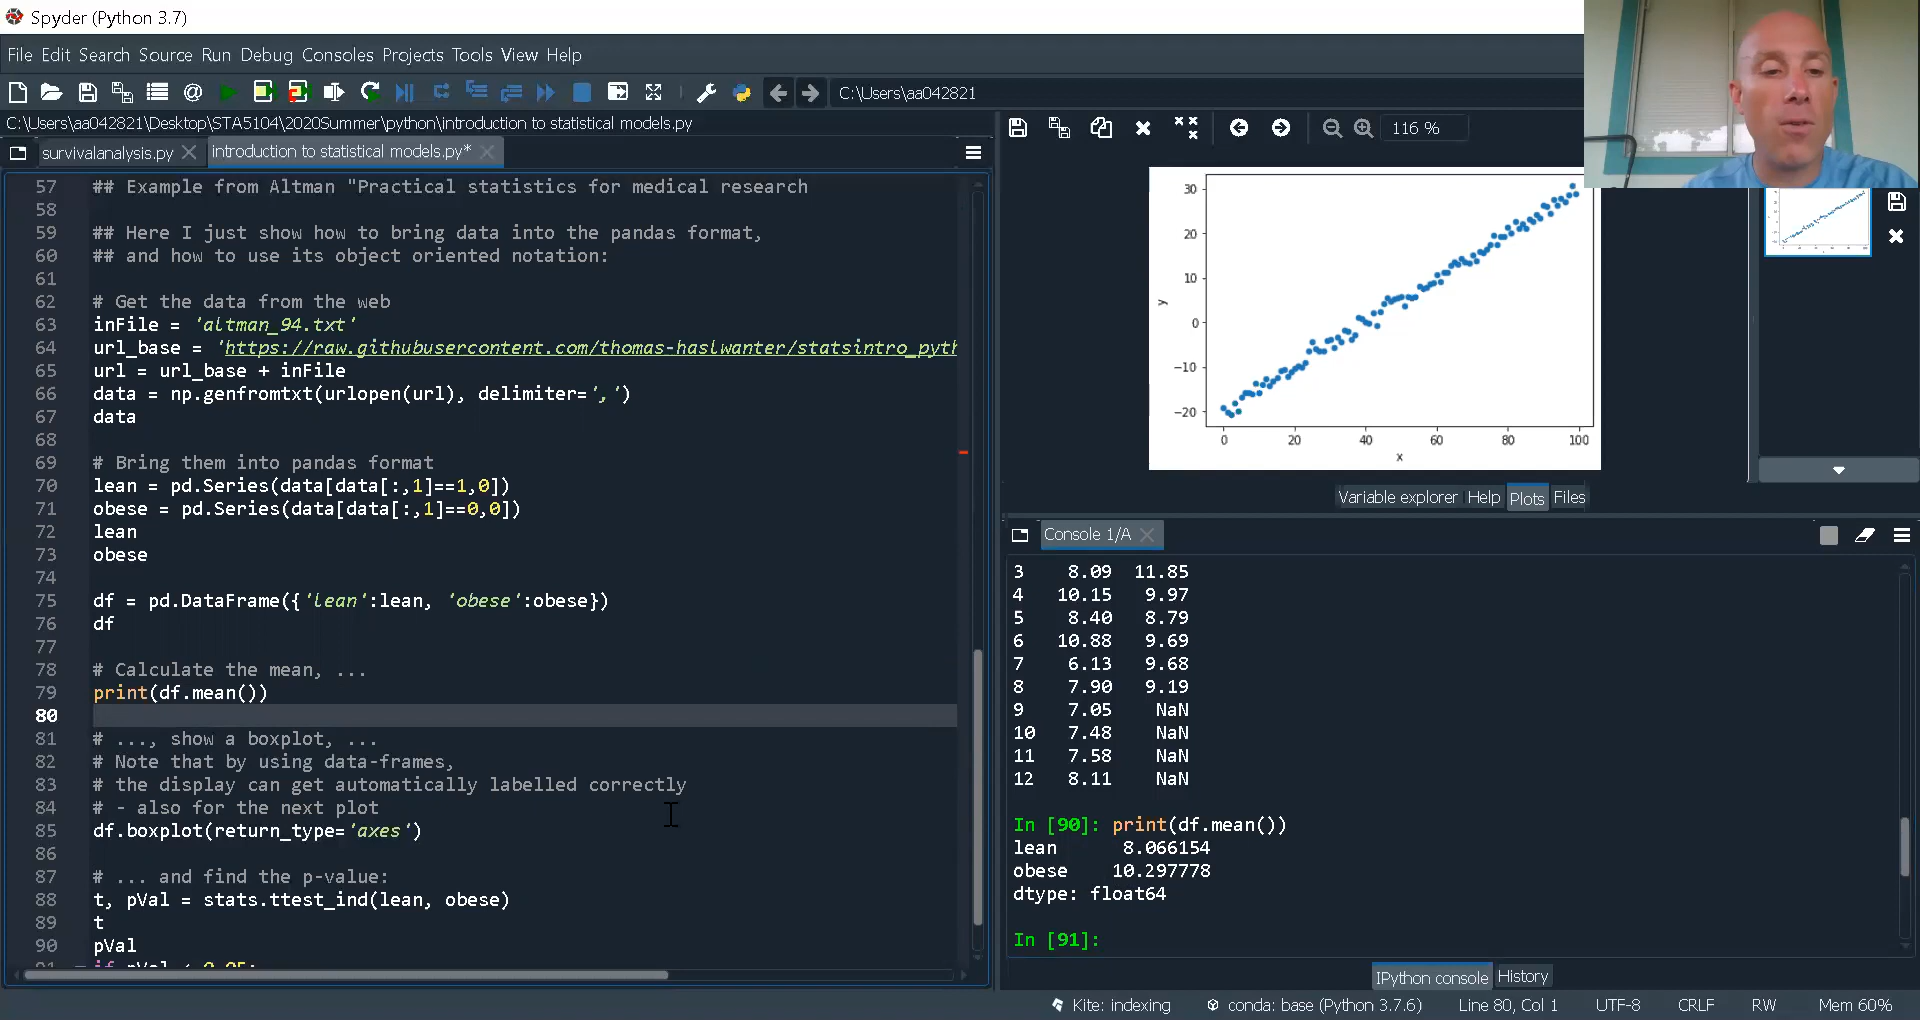 Spyder (Python 3.7)
File Edit Search Source Run Debug Consoles Projects Tools View Help
C:\Users\aa042821
C:\Users\aa042821\Desktop\STA5104\2020Summer\python\introduction to statistical models.py
survivalanalysis.py
introduction to statistical models.py*
57 ## Example from Altman "Practical statistics for medical research
58
59 ## Here I just show how to bring data into the pandas format,
60 ## and how to use its object oriented notation:
61
62 # Get the data from the web
63 inFile = 'altman_94.txt'
64 url_base = 'https://raw.githubusercontent.com/thomas-haslwanter/statsintro_pyth
65 url = url_base + inFile
66 data = np.genfromtxt(urlopen(url), delimiter=',')
67 data
68
69 # Bring them into pandas format
70 lean = pd.Series(data[data[:,1]==1,0])
71 obese = pd.Series(data[data[:,1]==0,0])
72 lean
73 obese
74
75 df = pd.DataFrame({'lean':lean, 'obese':obese})
76 df
77
78 # Calculate the mean, ...
79 print(df.mean())
80
81 # ..., show a boxplot, ...
82 # Note that by using data-frames,
83 # the display can get automatically labelled correctly
84 # - also for the next plot
85 df.boxplot(return_type='axes')
86
87 # ... and find the p-value:
88 t, pVal = stats.ttest_ind(lean, obese)
89 t
90 pVal
91 if pVal < 0.05:
116 %
30
20
10
0
−10
−20
y
0 20 40 60 80 100
x
Variable explorer Help Plots Files
Console 1/A
3 8.09 11.85
4 10.15 9.97
5 8.40 8.79
6 10.88 9.69
7 6.13 9.68
8 7.90 9.19
9 7.05 NaN
10 7.48 NaN
11 7.58 NaN
12 8.11 NaN
In [90]: print(df.mean())
lean 8.066154
obese 10.297778
dtype: float64
In [91]:
IPython console History
Kite: indexing conda: base (Python 3.7.6) Line 80, Col 1 UTF-8 CRLF RW Mem 60%